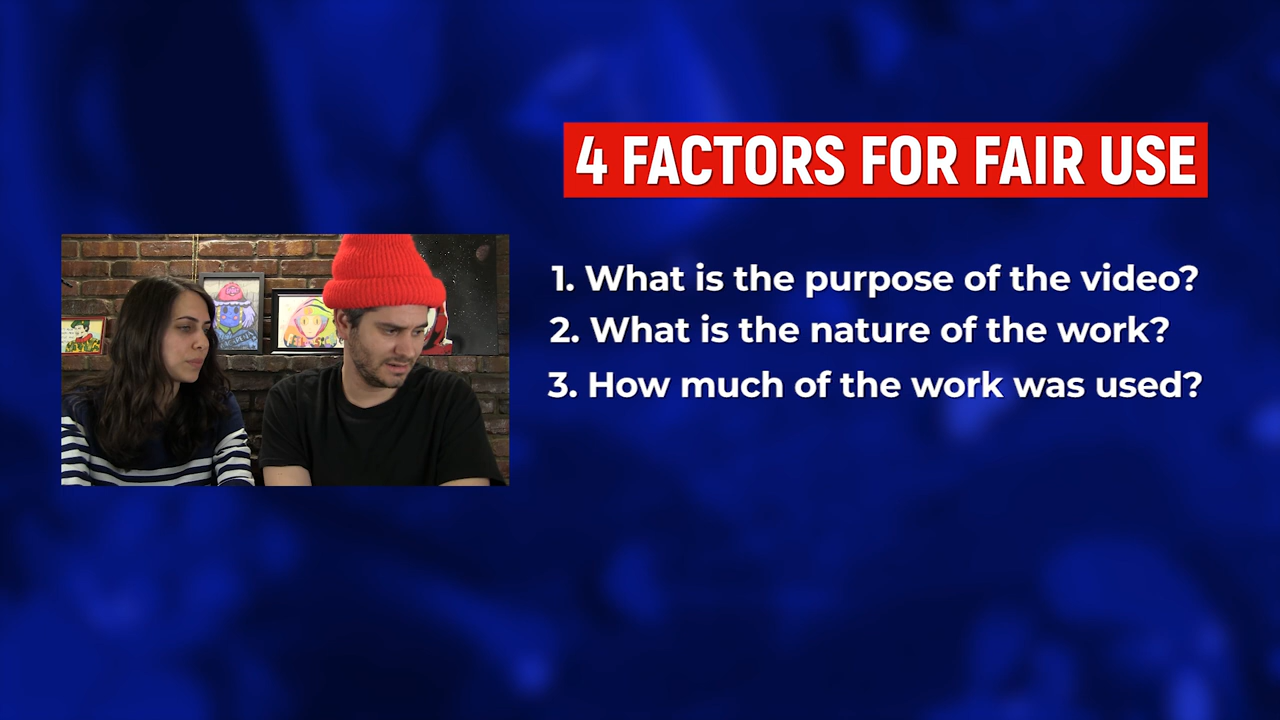 4 FACTORS FOR FAIR USE
1. What is the purpose of the video?
2. What is the nature of the work?
3. How much of the work was used?